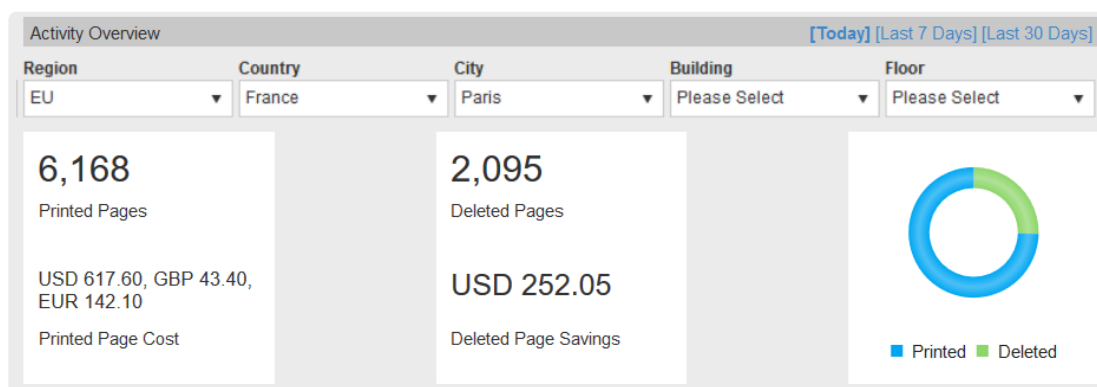 Activity Overview [Today] [Last 7 Days] [Last 30 Days]
Region Country City Building Floor
EU France Paris Please Select Please Select
6,168
Printed Pages
USD 617.60, GBP 43.40,
EUR 142.10
Printed Page Cost
2,095
Deleted Pages
USD 252.05
Deleted Page Savings
Printed Deleted